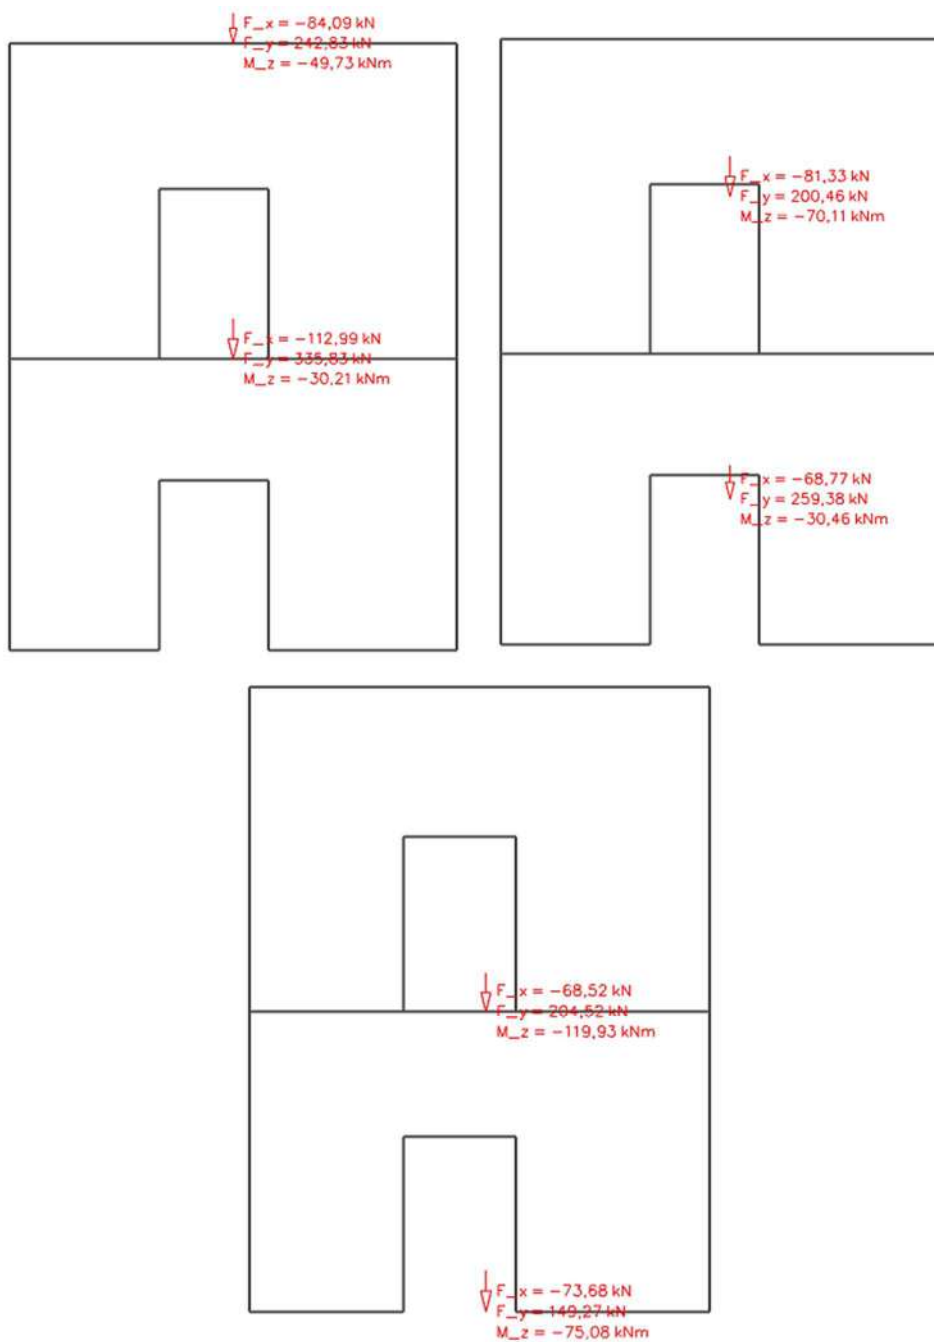 F_x = −84,09 kN
F_y = 242,83 kN
M_z = −49,73 kNm
F_x = −112,99 kN
F_y = 335,83 kN
M_z = −30,21 kNm
F_x = −81,33 kN
F_y = 200,46 kN
M_z = −70,11 kNm
F_x = −68,77 kN
F_y = 259,38 kN
M_z = −30,46 kNm
F_x = −68,52 kN
F_y = 204,52 kN
M_z = −119,93 kNm
F_x = −73,68 kN
F_y = 149,27 kN
M_z = −75,08 kNm